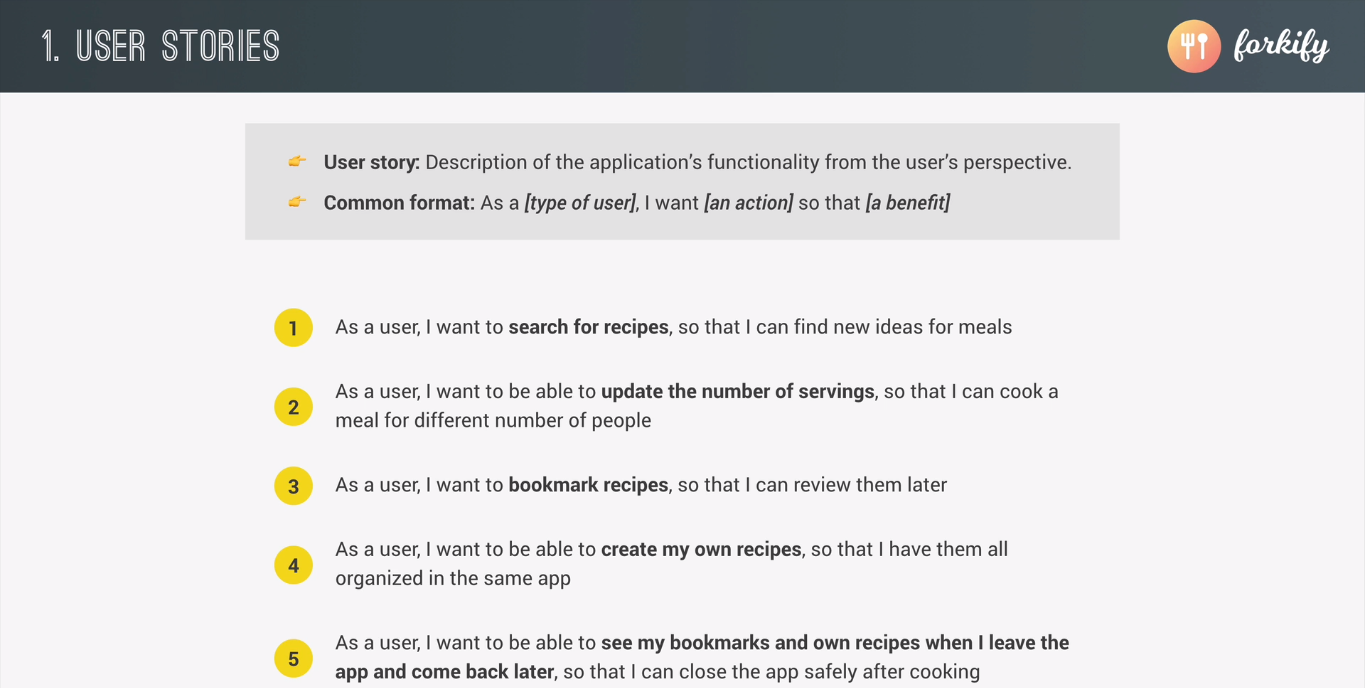 1. USER STORIES
forkify
👉 User story: Description of the application’s functionality from the user’s perspective.
👉 Common format: As a [type of user], I want [an action] so that [a benefit]
1 As a user, I want to search for recipes, so that I can find new ideas for meals
As a user, I want to be able to update the number of servings, so that I can cook a
2 meal for different number of people
3 As a user, I want to bookmark recipes, so that I can review them later
As a user, I want to be able to create my own recipes, so that I have them all
4 organized in the same app
As a user, I want to be able to see my bookmarks and own recipes when I leave the
5 app and come back later, so that I can close the app safely after cooking